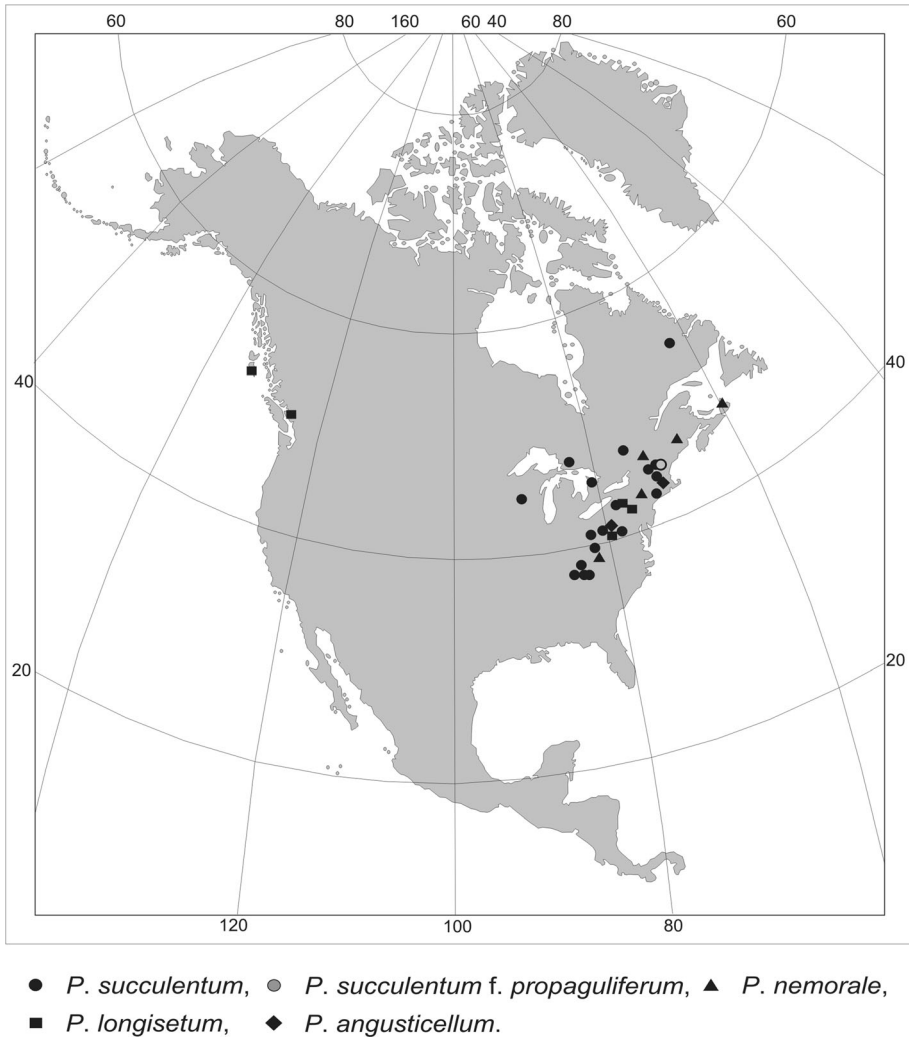 60 80 160 60 40 80 60
40 40
20 20
120 100 80
P. succulentum, P. succulentum f. propaguliferum, P. nemorale,
P. longisetum, P. angusticellum.